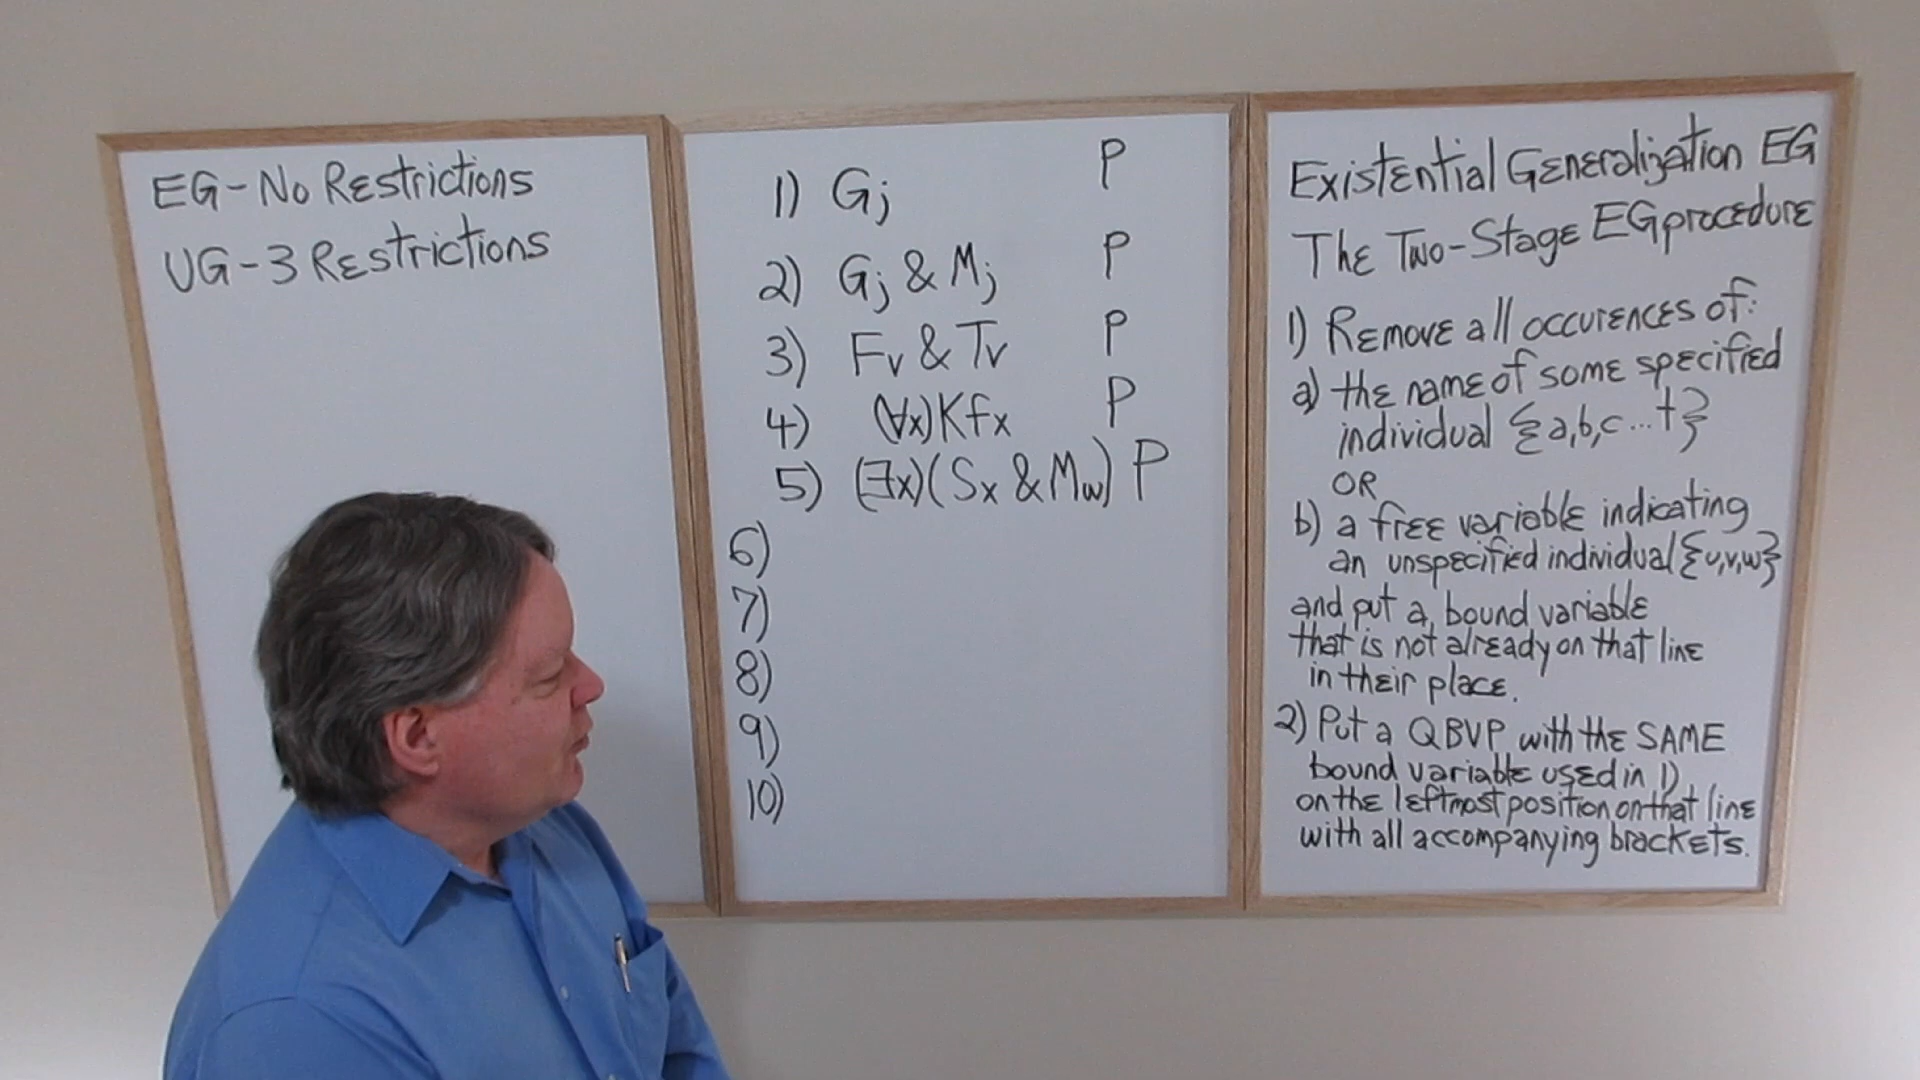 EG - No Restrictions
UG - 3 Restrictions
1) Gj P
2) Gj & Mj P
3) Fv & Tv P
4) (∀x)Kfx P
5) (∃x)(Sx & Mw) P
6)
7)
8)
9)
10)
Existential Generalization EG
The Two-Stage EG procedure
1) Remove all occurences of:
a) the name of some specified
individual {a,b,c...t}
OR
b) a free variable indicating
an unspecified individual {u,v,w}
and put a bound variable
that is not already on that line
in their place.
2) Put a QBVP with the SAME
bound variable used in 1)
on the leftmost position on that line
with all accompanying brackets.